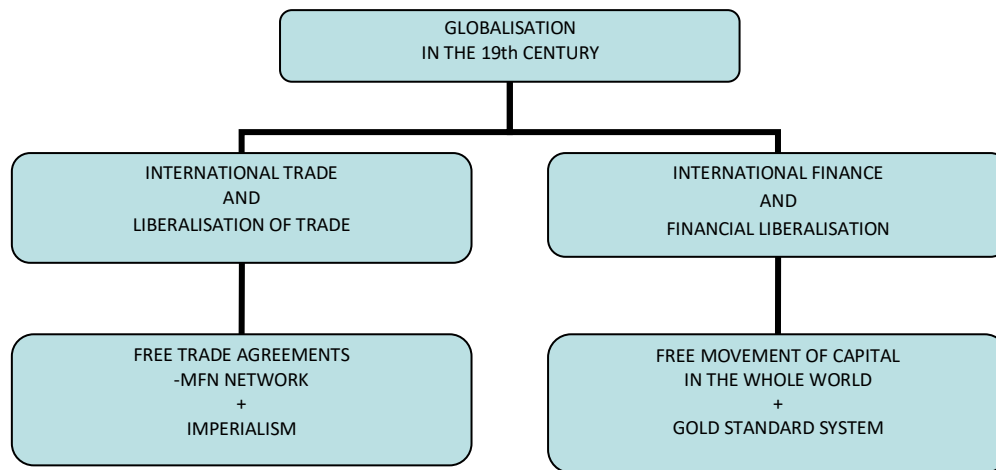 GLOBALISATION
IN THE 19th CENTURY
INTERNATIONAL TRADE
AND
LIBERALISATION OF TRADE
INTERNATIONAL FINANCE
AND
FINANCIAL LIBERALISATION
FREE TRADE AGREEMENTS
-MFN NETWORK
+
IMPERIALISM
FREE MOVEMENT OF CAPITAL
IN THE WHOLE WORLD
+
GOLD STANDARD SYSTEM